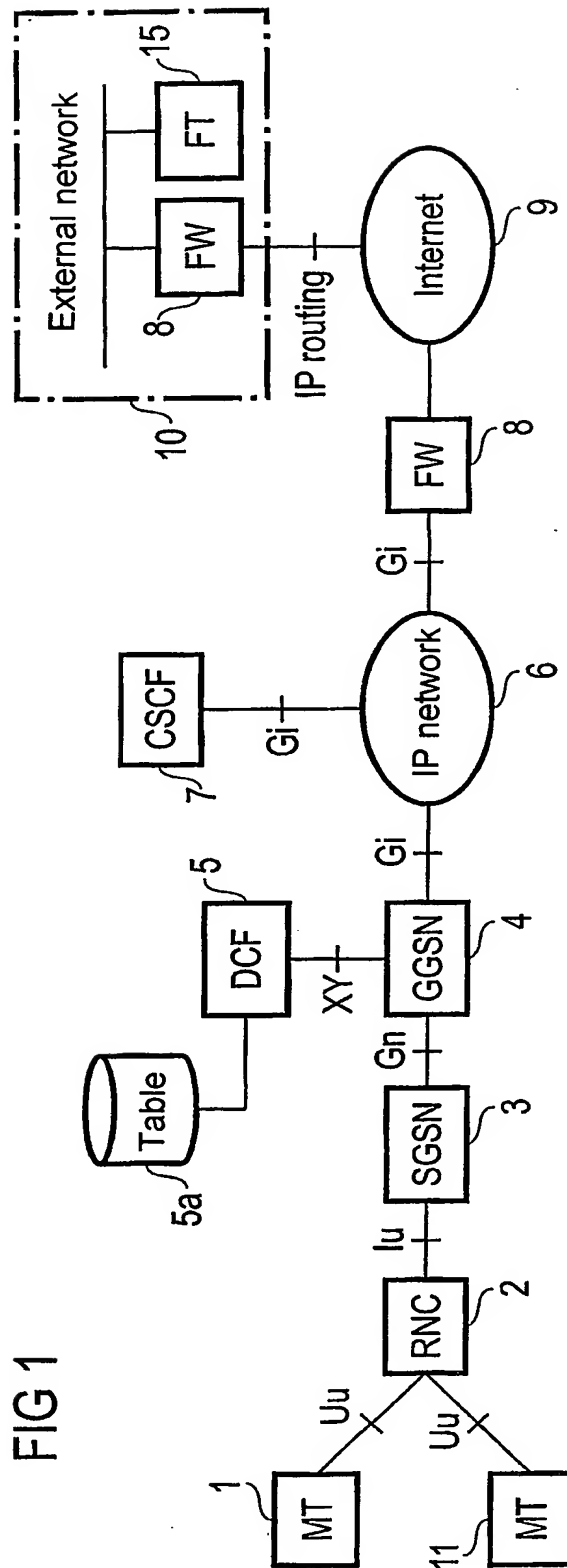 FIG 1
MT
1
Uu
MT
11
Uu
RNC
2
Iu
SGSN
3
Gn
GGSN
4
XY
DCF
5
Table
5a
Gi
IP network
6
Gi
CSCF
7
Gi
FW
8
Internet
9
IP routing
External network
FW
8
FT
15
10